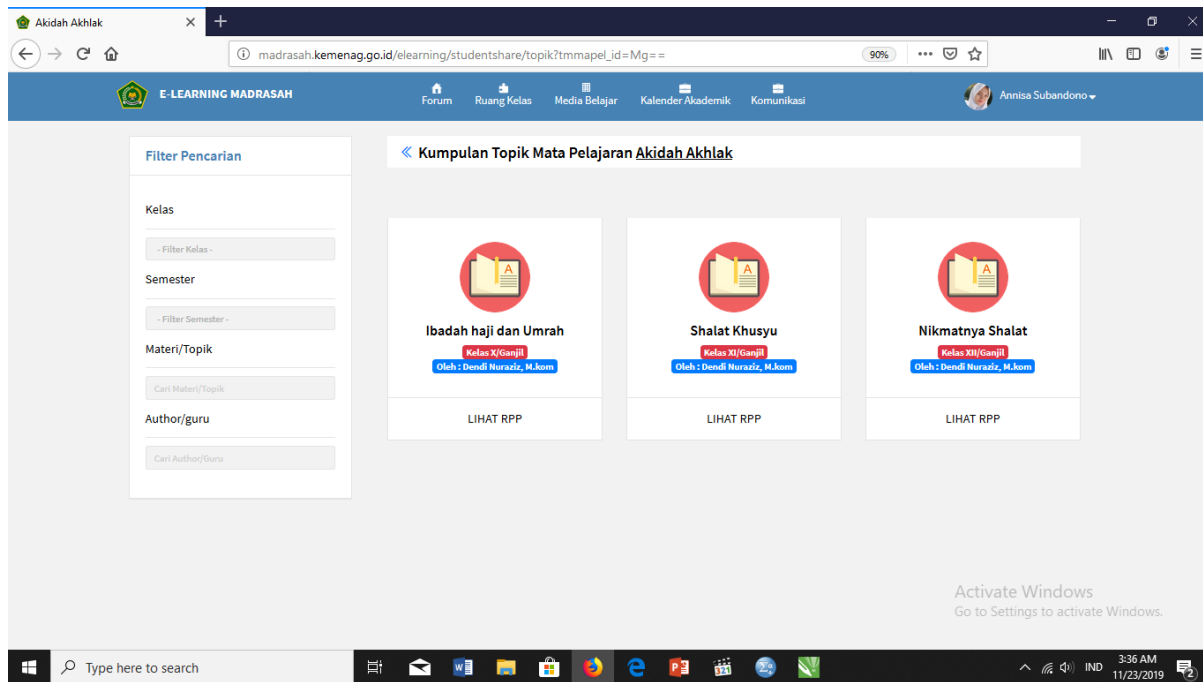 Akidah Akhlak
madrasah.kemenag.go.id/elearning/studentshare/topik?tmmapel_id=Mg==
90%
E-LEARNING MADRASAH
Forum
Ruang Kelas
Media Belajar
Kalender Akademik
Komunikasi
Annisa Subandono
Filter Pencarian
Kelas
- Filter Kelas -
Semester
- Filter Semester -
Materi/Topik
Cari Materi/Topik
Author/guru
Cari Author/Guru
Kumpulan Topik Mata Pelajaran Akidah Akhlak
A
Ibadah haji dan Umrah
Kelas X/Ganjil
Oleh : Dendi Nuraziz, M.kom
LIHAT RPP
A
Shalat Khusyu
Kelas XI/Ganjil
Oleh : Dendi Nuraziz, M.kom
LIHAT RPP
A
Nikmatnya Shalat
Kelas XII/Ganjil
Oleh : Dendi Nuraziz, M.kom
LIHAT RPP
Activate Windows
Go to Settings to activate Windows.
Type here to search
321
IND
3:36 AM
11/23/2019
2